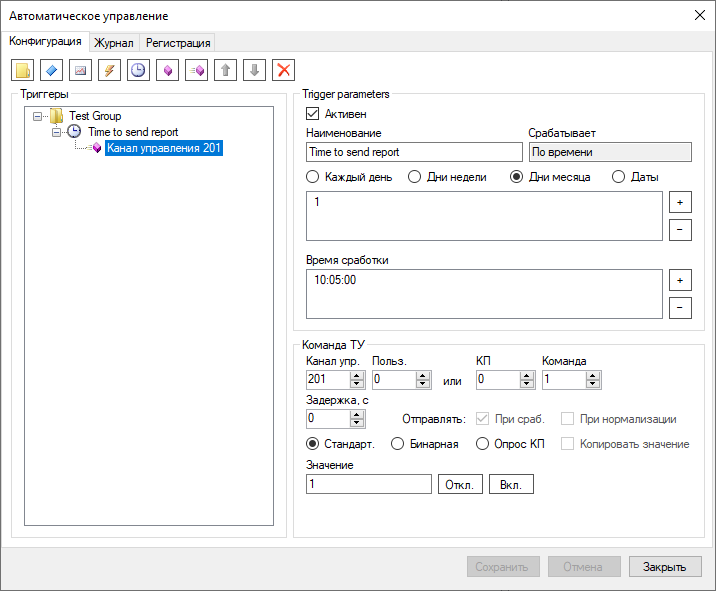 Автоматическое управление
Конфигурация Журнал Регистрация
Триггеры
Test Group
Time to send report
Канал управления 201
Trigger parameters
Активен
Наименование Срабатывает
Time to send report По времени
Каждый день Дни недели Дни месяца Даты
1
+
−
Время сработки
10:05:00
+
−
Команда ТУ
Канал упр. Польз. КП Команда
201 0 или 0 1
Задержка, с
0 Отправлять: При сраб. При нормализации
Стандарт. Бинарная Опрос КП Копировать значение
Значение
1 Откл. Вкл.
Сохранить Отмена Закрыть